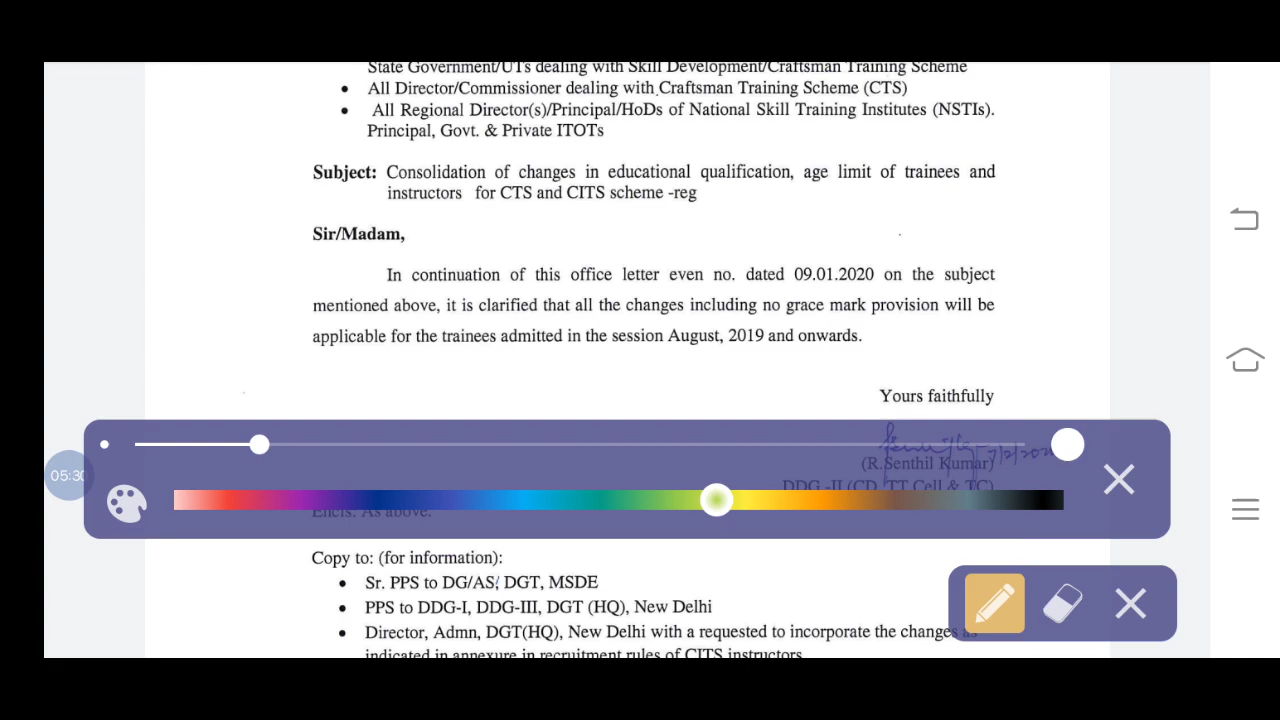 State Government/UTs dealing with Skill Development/Craftsman Training Scheme
• All Director/Commissioner dealing with Craftsman Training Scheme (CTS)
• All Regional Director(s)/Principal/HoDs of National Skill Training Institutes (NSTIs).
Principal, Govt. & Private ITOTs
Subject: Consolidation of changes in educational qualification, age limit of trainees and
instructors for CTS and CITS scheme -reg
Sir/Madam,
In continuation of this office letter even no. dated 09.01.2020 on the subject
mentioned above, it is clarified that all the changes including no grace mark provision will be
applicable for the trainees admitted in the session August, 2019 and onwards.
Yours faithfully
(R.Senthil Kumar)
DDG -II (CD, TT Cell & TC)
05:30
Encls: As above.
Copy to: (for information):
• Sr. PPS to DG/AS, DGT, MSDE
• PPS to DDG-I, DDG-III, DGT (HQ), New Delhi
• Director, Admn, DGT(HQ), New Delhi with a requested to incorporate the changes as
indicated in annexure in recruitment rules of CITS instructors